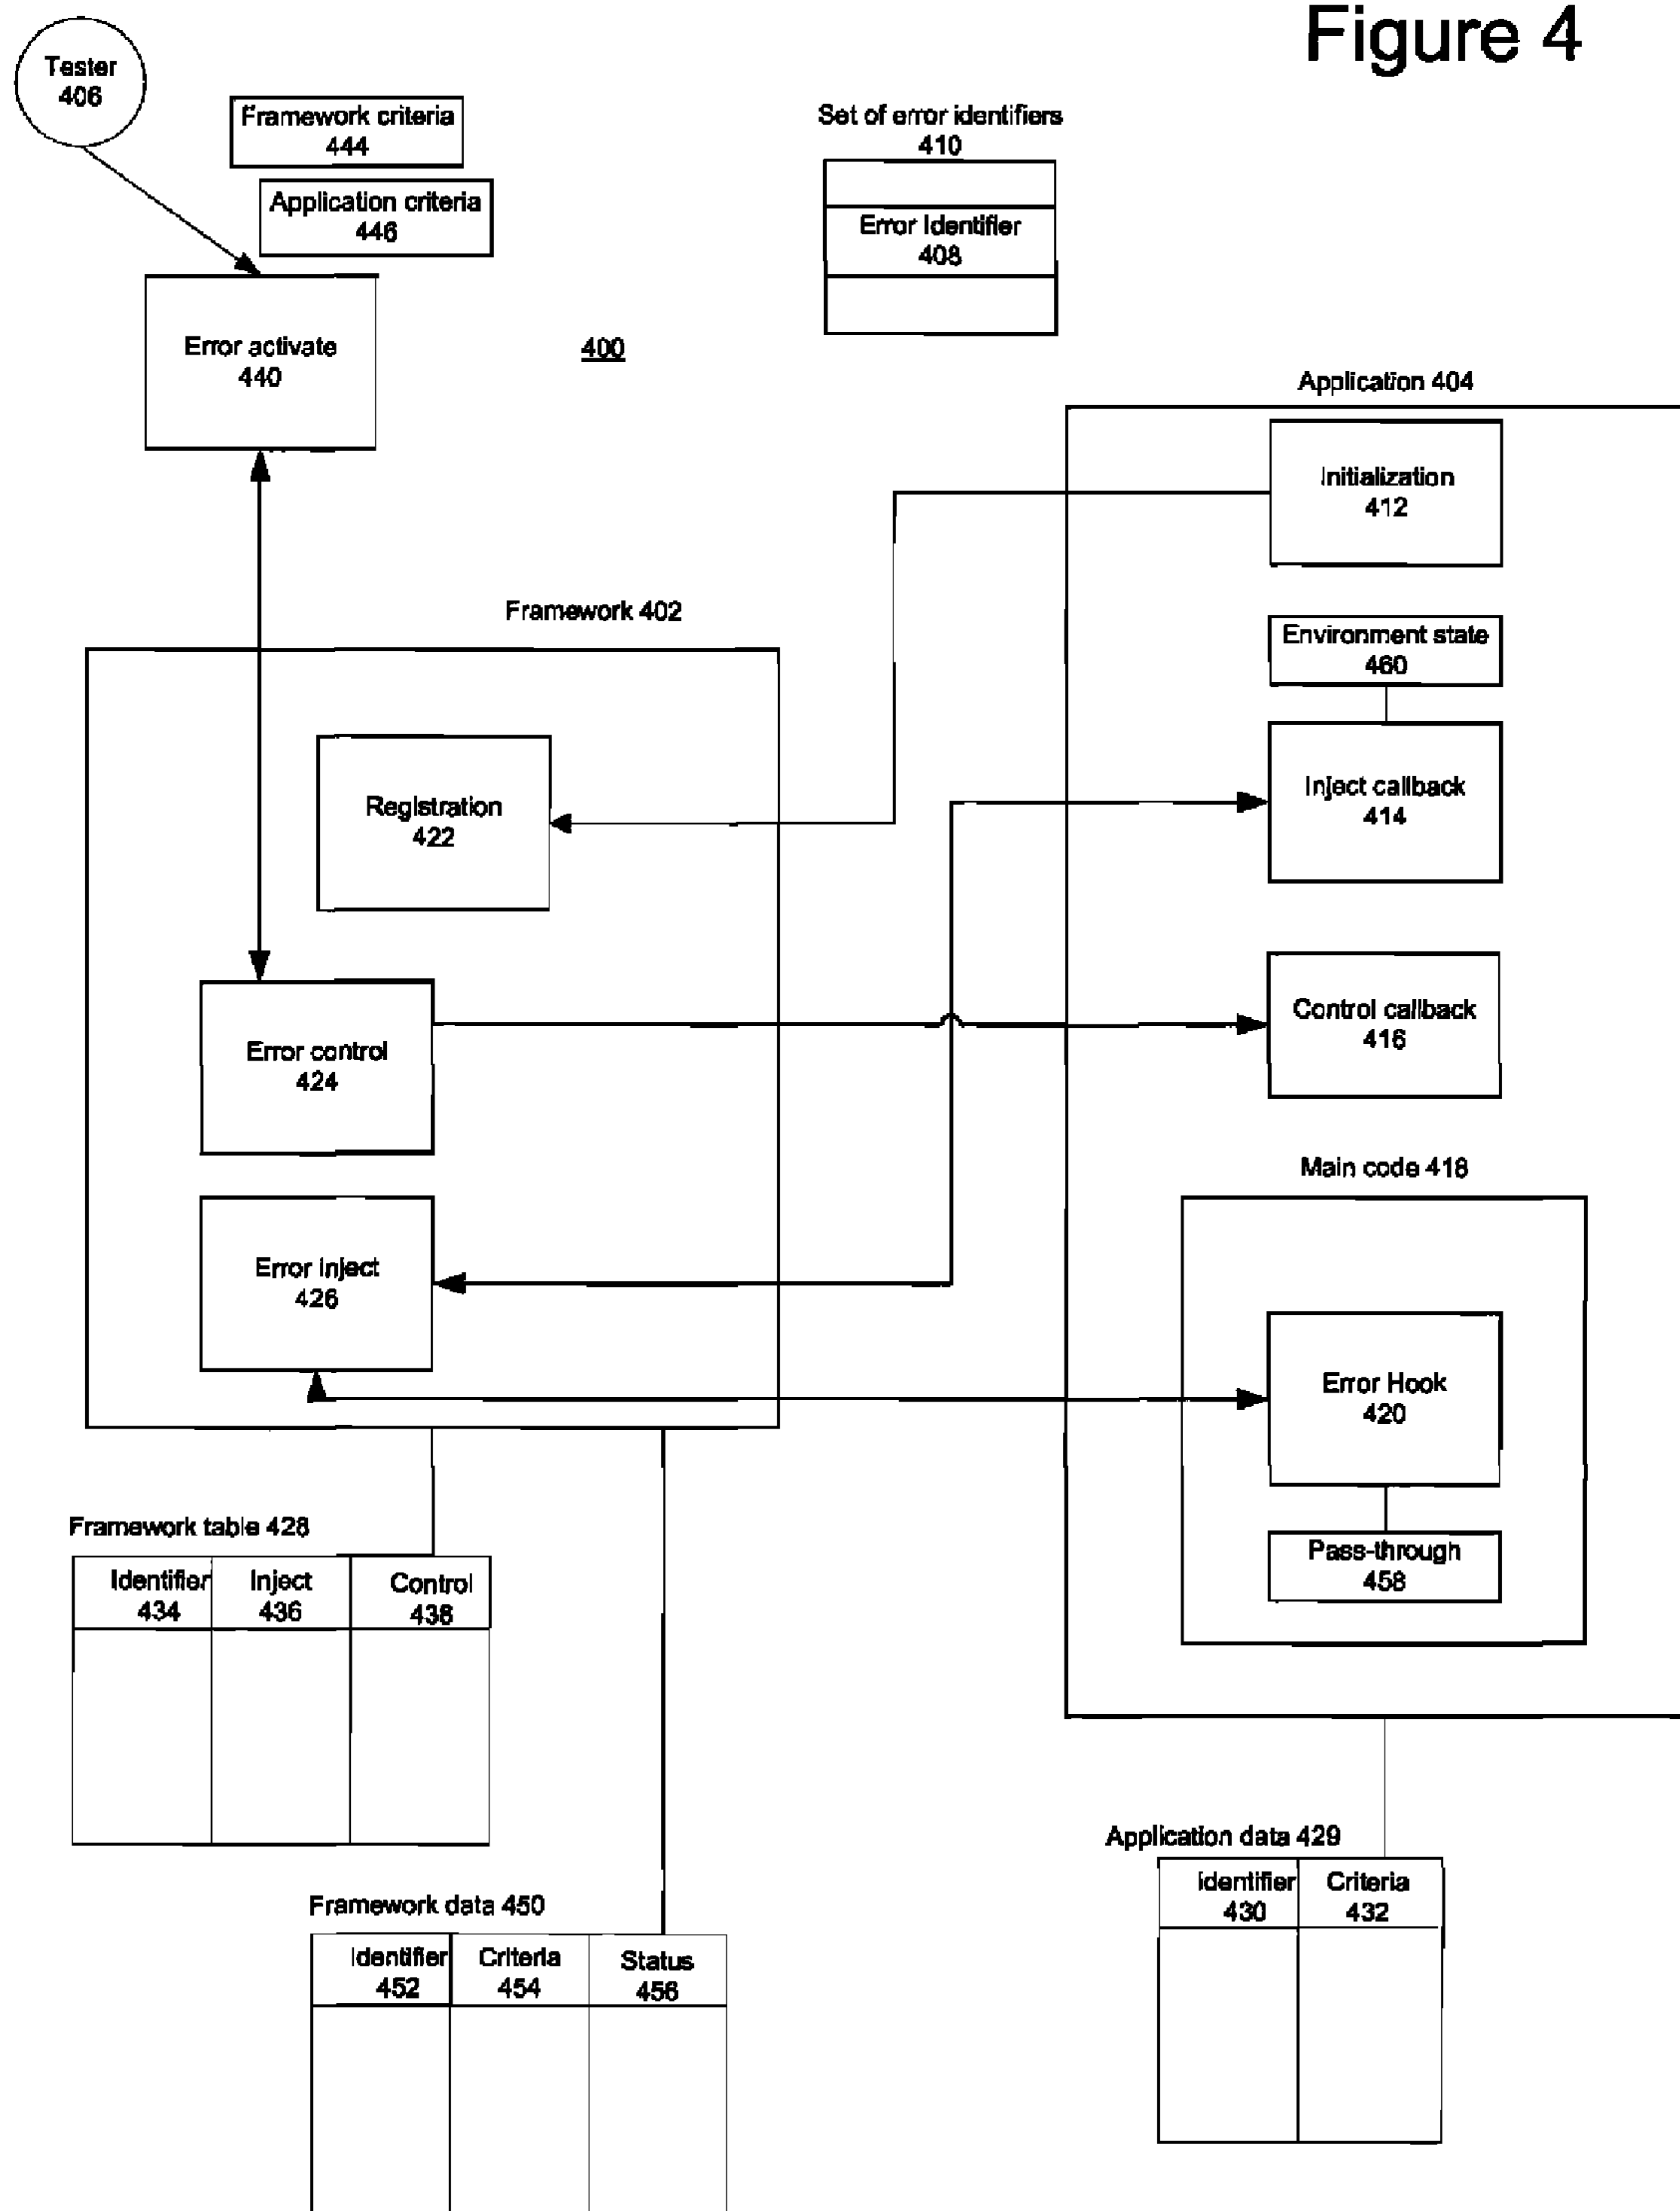 Figure 4
Tester
406
Framework criteria
444
Application criteria
446
Set of error identifiers
410
Error Identifier
408
Error activate
440
400
Application 404
Initialization
412
Framework 402
Environment state
460
Registration
422
Inject callback
414
Error control
424
Control callback
416
Main code 418
Error inject
426
Error Hook
420
Pass-through
458
Framework table 428
Identifier
434
Inject
436
Control
438
Application data 429
Identifier
430
Criteria
432
Framework data 450
Identifier
452
Criteria
454
Status
456